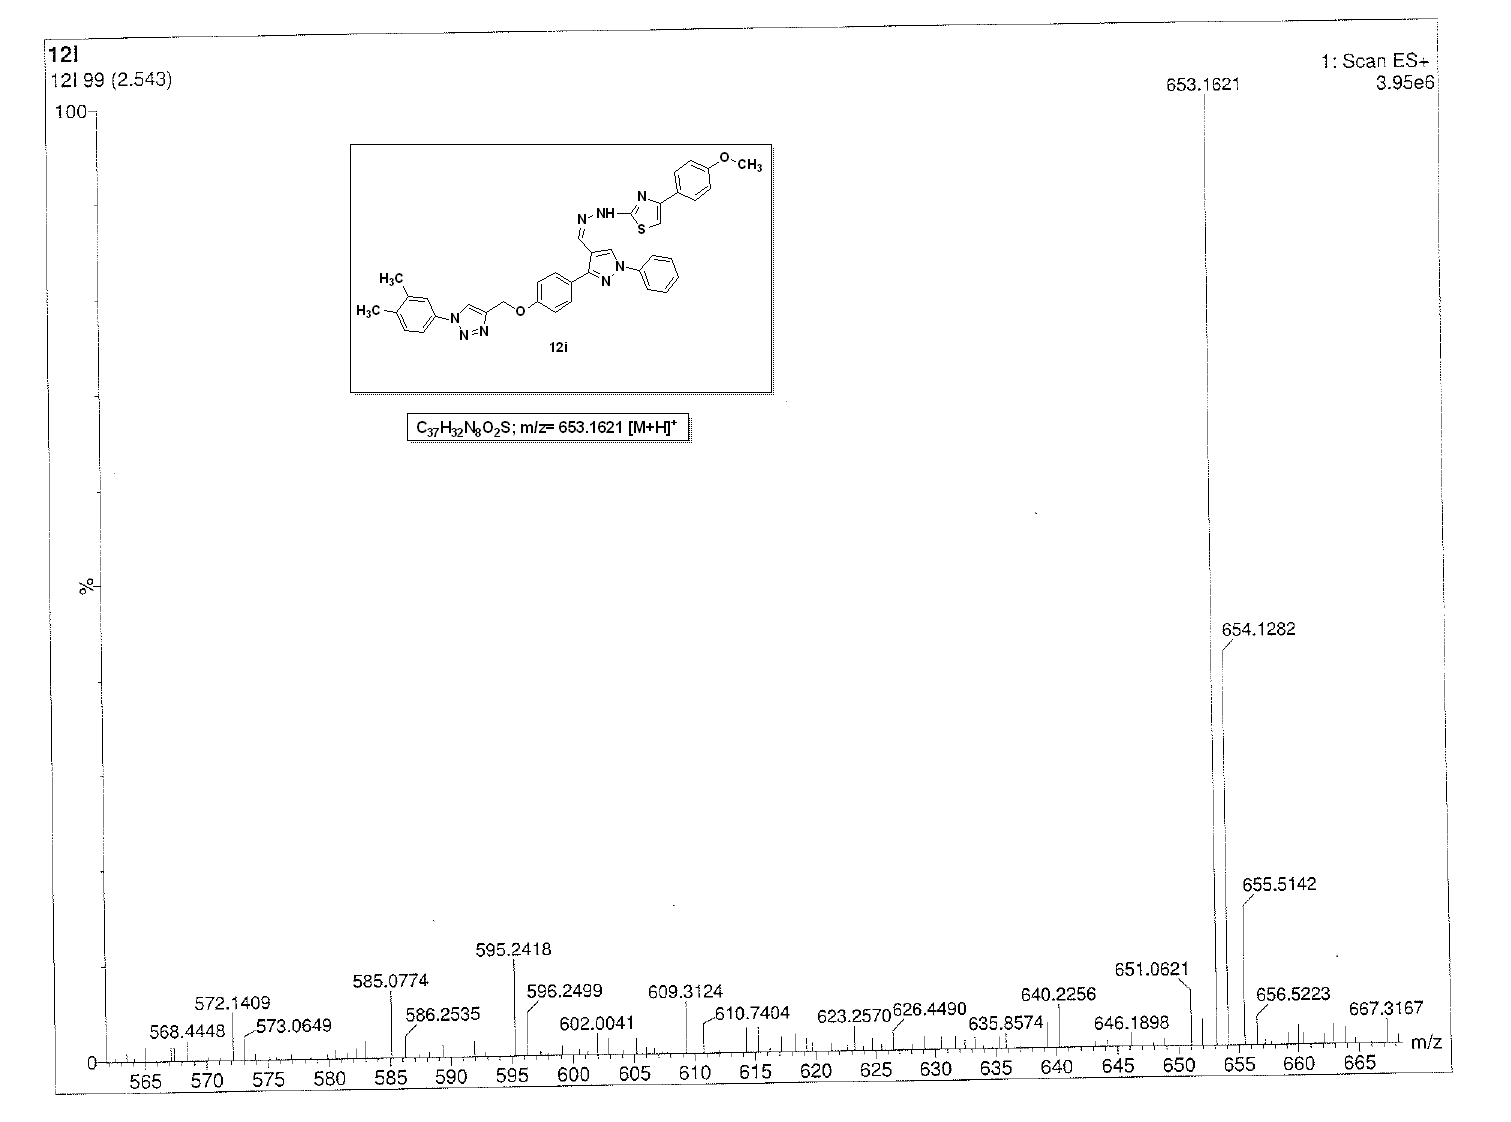 12I
12I 99 (2.543)
1: Scan ES+
3.95e6
653.1621
100
O
CH₃
N
N
NH
S
N
N
H₃C
H₃C
O
N
N=N
12i
C₃₇H₃₂N₈O₂S; m/z= 653.1621 [M+H]⁺
%
654.1282
655.5142
595.2418
651.0621
585.0774
596.2499
609.3124
640.2256
656.5223
572.1409
586.2535
610.7404
623.2570
626.4490
667.3167
568.4448
573.0649
602.0041
635.8574
646.1898
m/z
0
565 570 575 580 585 590 595 600 605 610 615 620 625 630 635 640 645 650 655 660 665